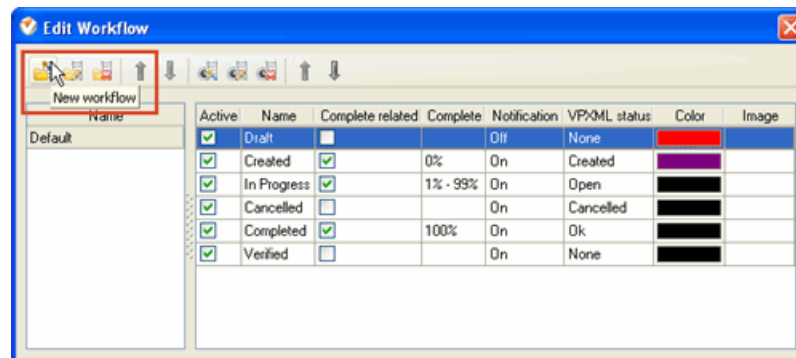 Edit Workflow
New workflow
Name
Default
Active Name Complete related Complete Notification VPXML status Color Image
Draft Off None
Created 0% On Created
In Progress 1% - 99% On Open
Cancelled On Cancelled
Completed 100% On Ok
Verified On None